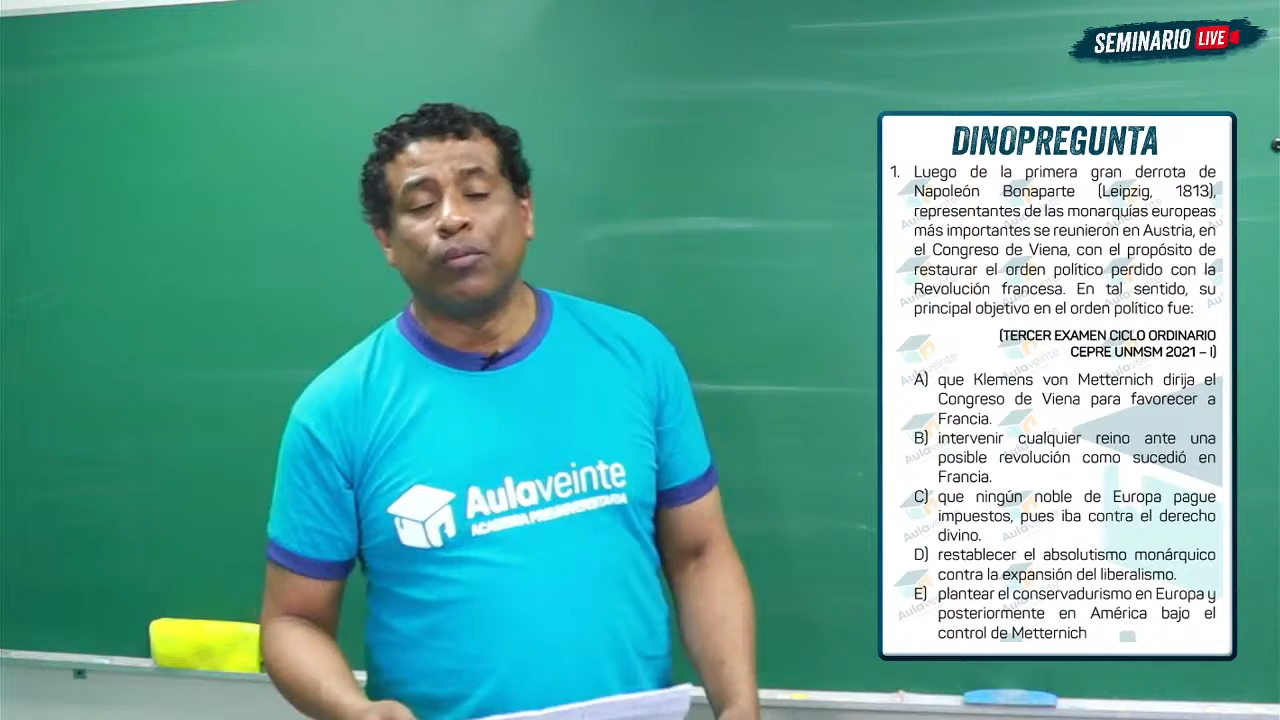 SEMINARIO LIVE
DINOPREGUNTA
1. Luego de la primera gran derrota de
Napoleón Bonaparte (Leipzig, 1813),
representantes de las monarquías europeas
más importantes se reunieron en Austria, en
el Congreso de Viena, con el propósito de
restaurar el orden político perdido con la
Revolución francesa. En tal sentido, su
principal objetivo en el orden político fue:
(TERCER EXAMEN CICLO ORDINARIO
CEPRE UNMSM 2021 – I)
A) que Klemens von Metternich dirija el
Congreso de Viena para favorecer a
Francia.
B) intervenir cualquier reino ante una
posible revolución como sucedió en
Francia.
C) que ningún noble de Europa pague
impuestos, pues iba contra el derecho
divino.
D) restablecer el absolutismo monárquico
contra la expansión del liberalismo.
E) plantear el conservadurismo en Europa y
posteriormente en América bajo el
control de Metternich
Aulaveinte
ACADEMIA PREUNIVERSITARIA